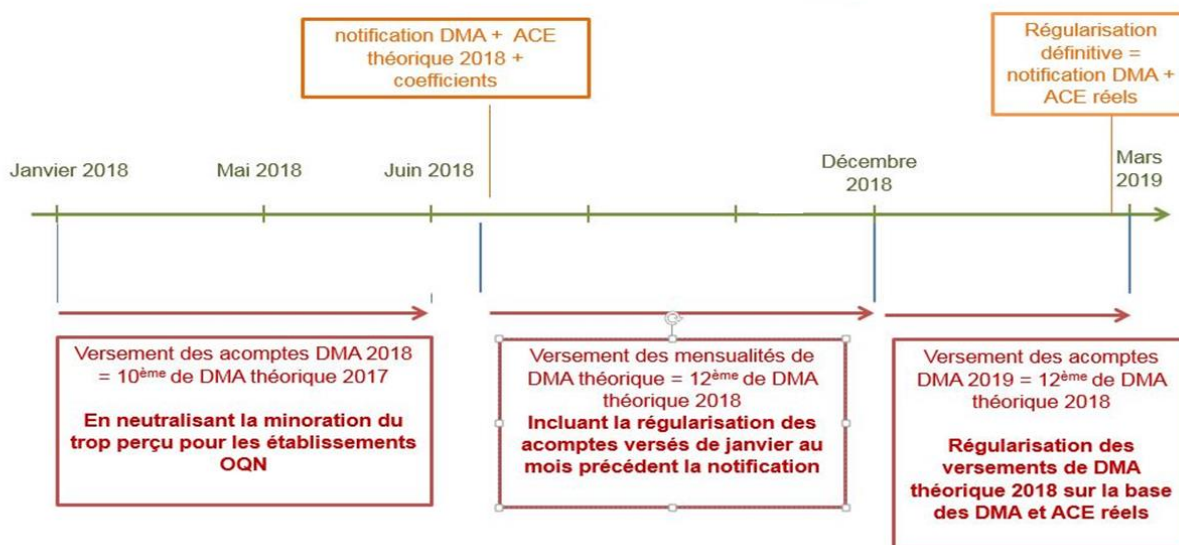 notification DMA + ACE
théorique 2018 +
coefficients
Régularisation
définitive =
notification DMA +
ACE réels
Janvier 2018
Mai 2018
Juin 2018
Décembre
2018
Mars
2019
Versement des acomptes DMA 2018
= 10ème de DMA théorique 2017
En neutralisant la minoration du
trop perçu pour les établissements
OQN
Versement des mensualités de
DMA théorique = 12ème de DMA
théorique 2018
Incluant la régularisation des
acomptes versés de janvier au
mois précédent la notification
Versement des acomptes
DMA 2019 = 12ème de DMA
théorique 2018
Régularisation des
versements de DMA
théorique 2018 sur la base
des DMA et ACE réels